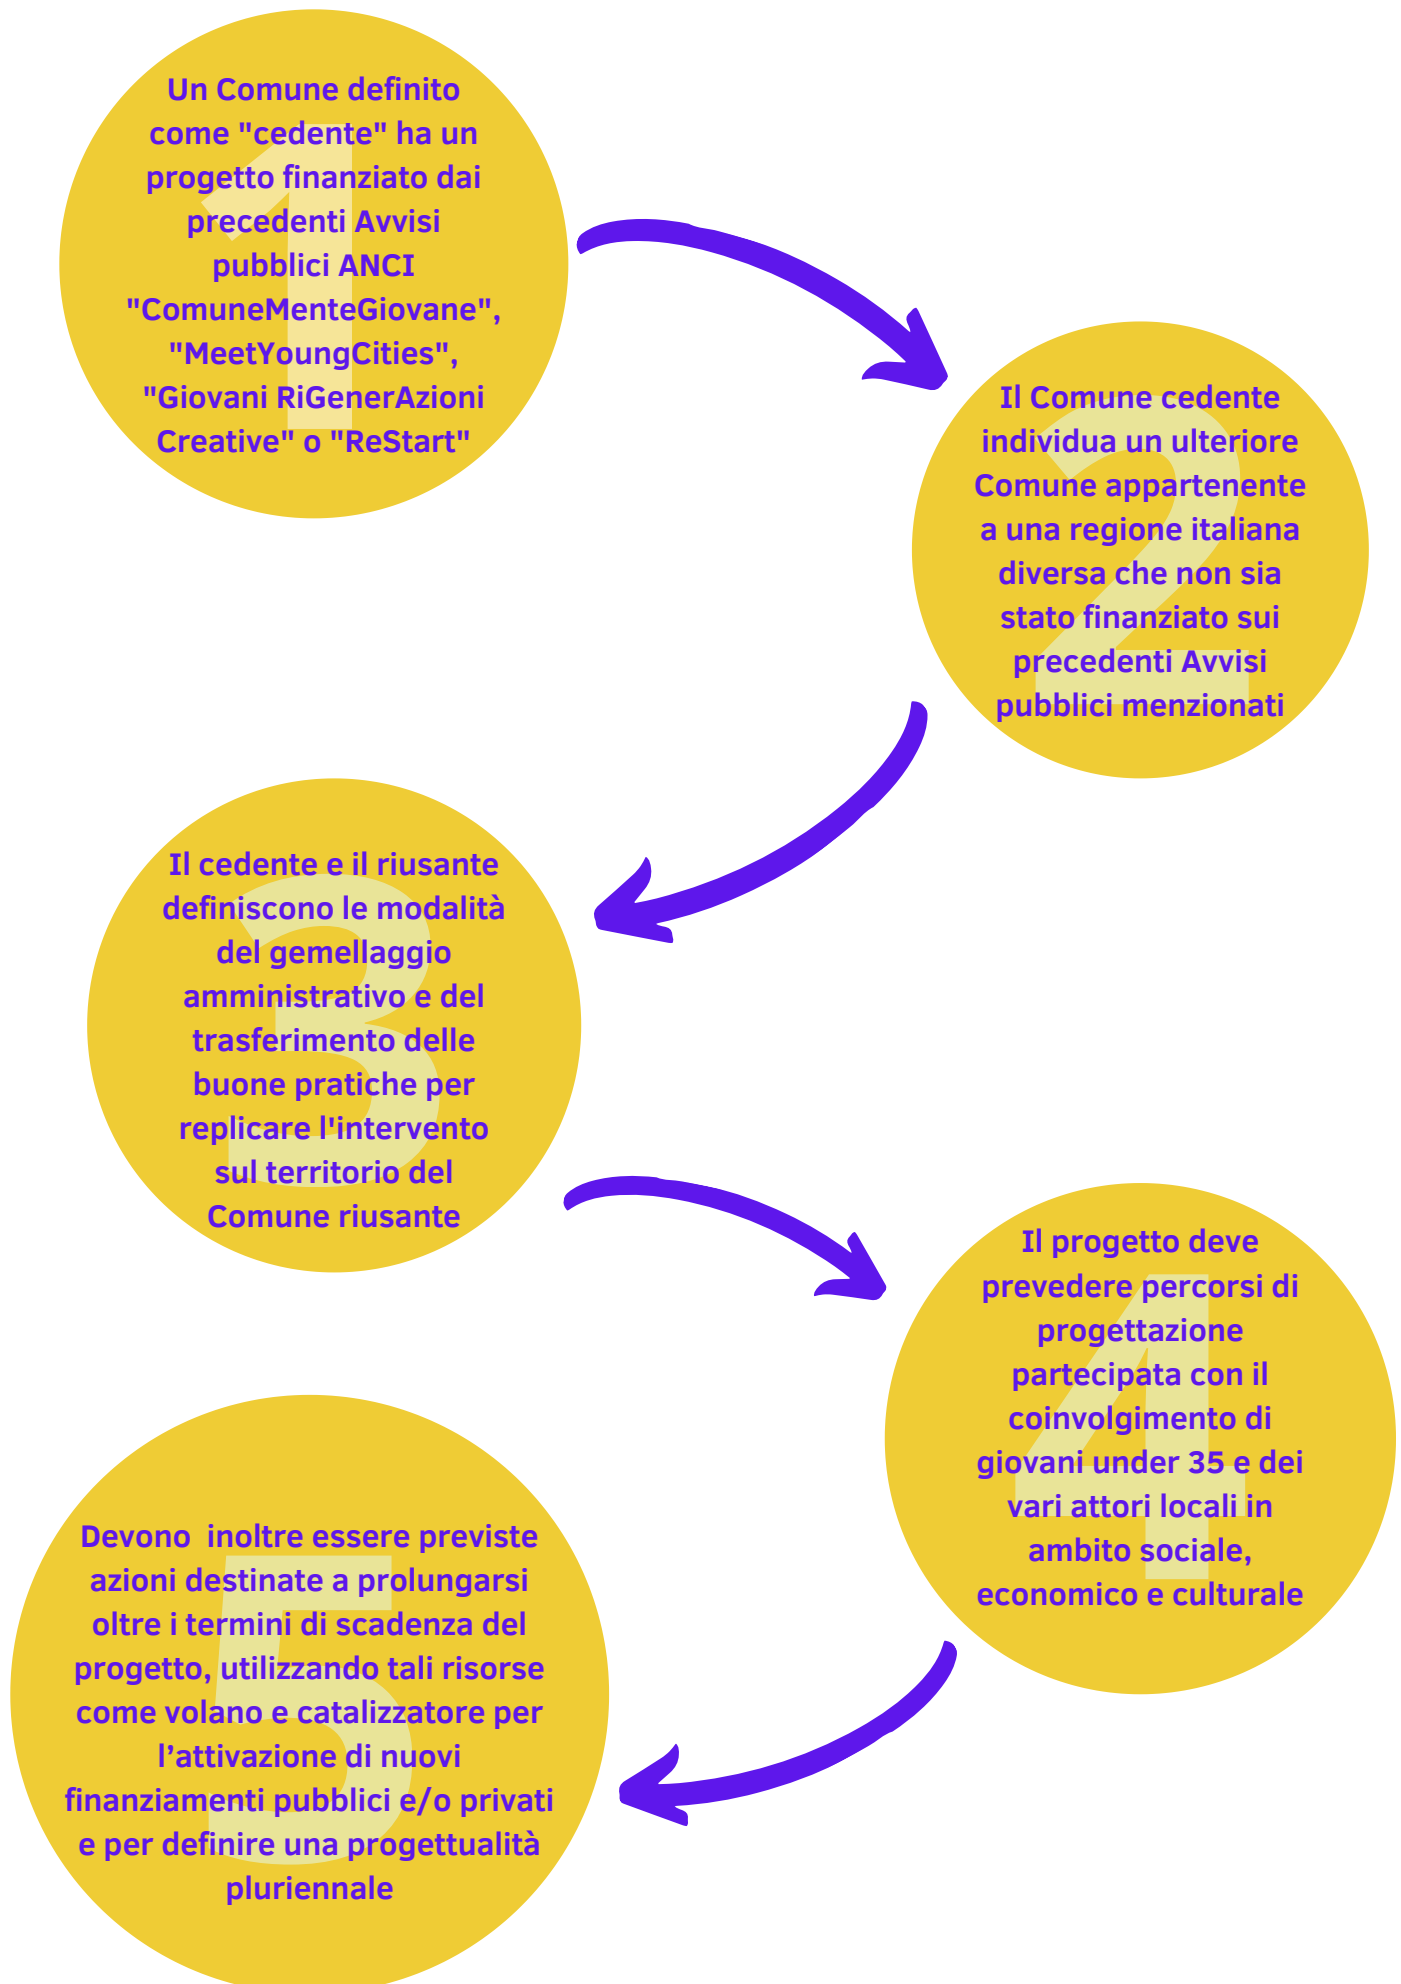 1
Un Comune definito
come "cedente" ha un
progetto finanziato dai
precedenti Avvisi
pubblici ANCI
"ComuneMenteGiovane",
"MeetYoungCities",
"Giovani RiGenerAzioni
Creative" o "ReStart"
2
Il Comune cedente
individua un ulteriore
Comune appartenente
a una regione italiana
diversa che non sia
stato finanziato sui
precedenti Avvisi
pubblici menzionati
3
Il cedente e il riusante
definiscono le modalità
del gemellaggio
amministrativo e del
trasferimento delle
buone pratiche per
replicare l'intervento
sul territorio del
Comune riusante
4
Il progetto deve
prevedere percorsi di
progettazione
partecipata con il
coinvolgimento di
giovani under 35 e dei
vari attori locali in
ambito sociale,
economico e culturale
5
Devono  inoltre essere previste
azioni destinate a prolungarsi
oltre i termini di scadenza del
progetto, utilizzando tali risorse
come volano e catalizzatore per
l’attivazione di nuovi
finanziamenti pubblici e/o privati
e per definire una progettualità
pluriennale